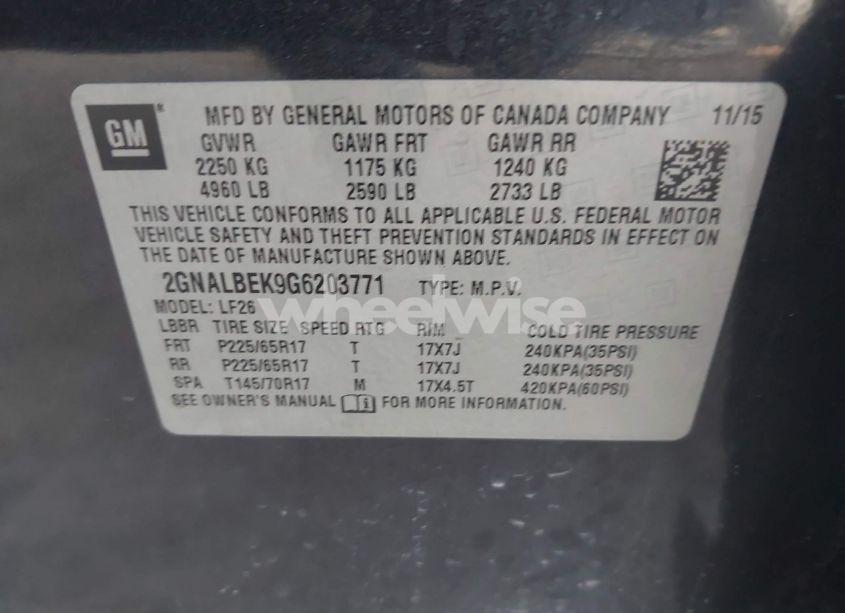 GM ® MFD BY GENERAL MOTORS OF CANADA COMPANY 11/15
GVWR GAWR FRT GAWR RR
2250 KG 1175 KG 1240 KG
4960 LB 2590 LB 2733 LB
THIS VEHICLE CONFORMS TO ALL APPLICABLE U.S. FEDERAL MOTOR
VEHICLE SAFETY AND THEFT PREVENTION STANDARDS IN EFFECT ON
THE DATE OF MANUFACTURE SHOWN ABOVE.
2GNALBEK9G6203771 TYPE: M.P.V.
MODEL: LF26
wheelwise
LBBR TIRE SIZE SPEED RTG RIM COLD TIRE PRESSURE
FRT P225/65R17 T 17X7J 240KPA(35PSI)
RR P225/65R17 T 17X7J 240KPA(35PSI)
SPA T145/70R17 M 17X4.5T 420KPA(60PSI)
SEE OWNER'S MANUAL FOR MORE INFORMATION.